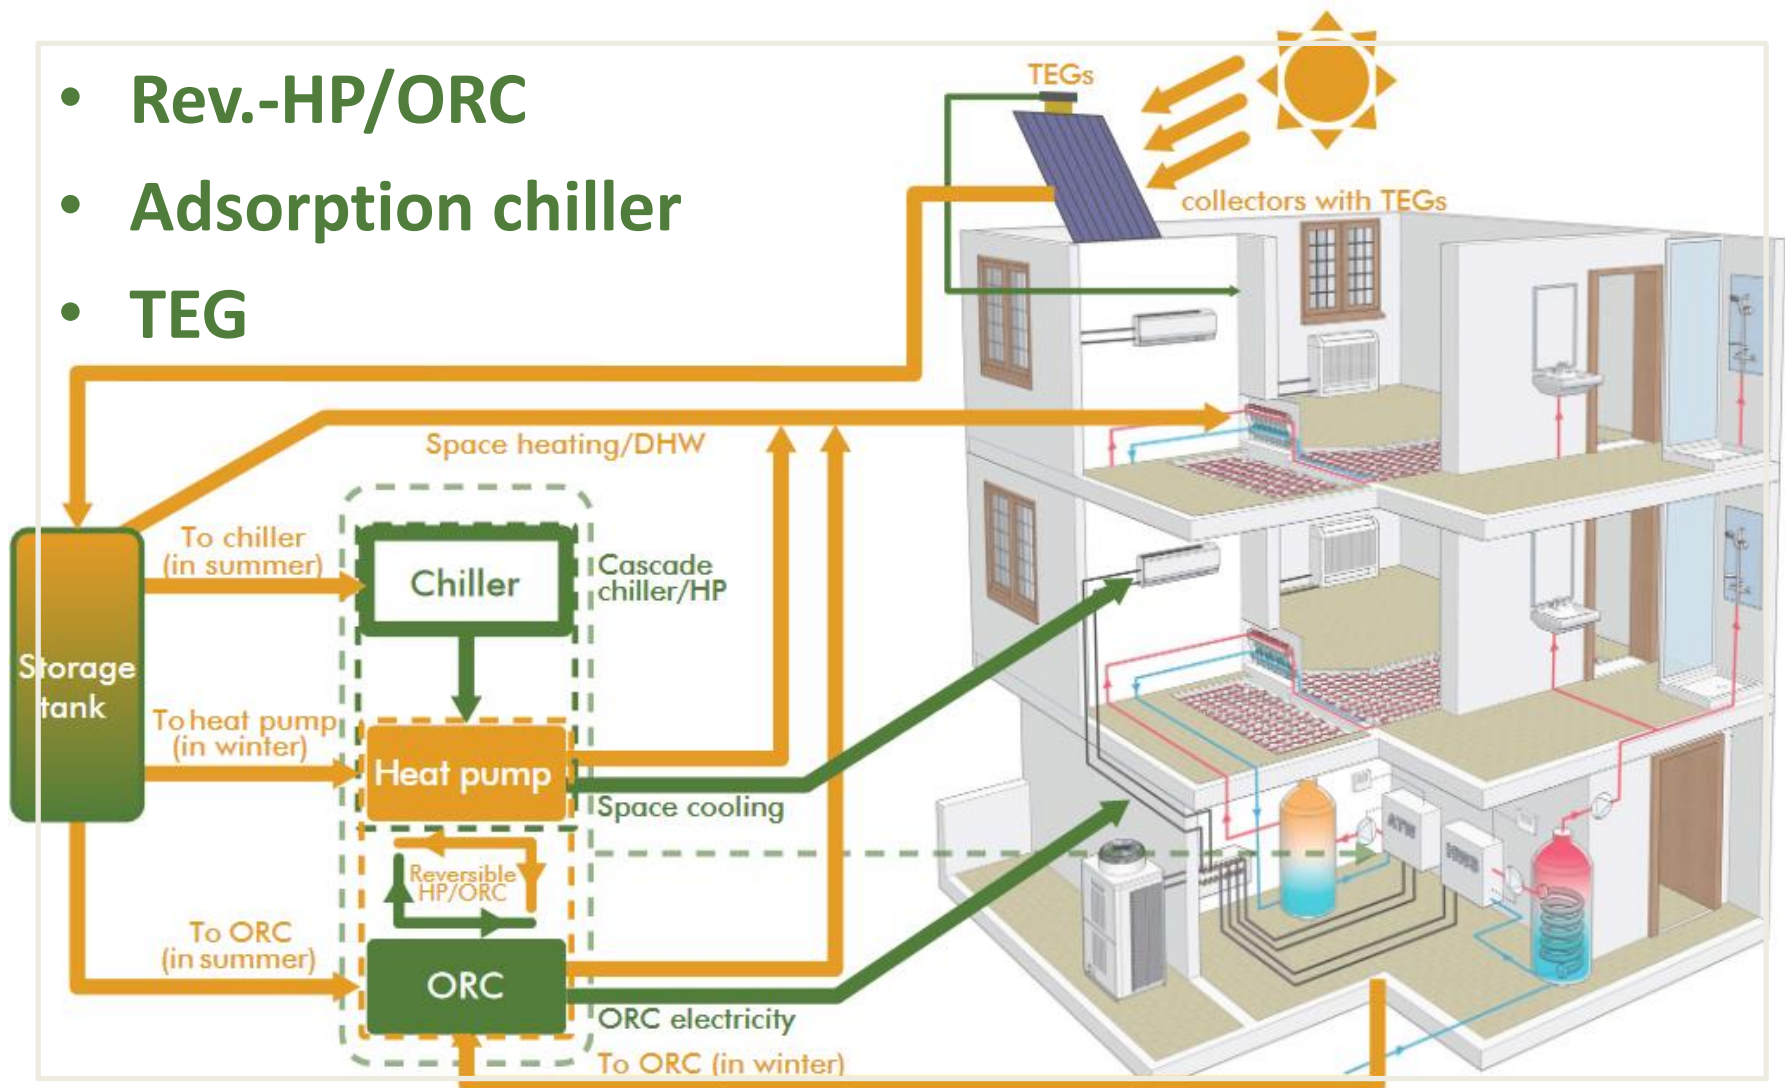 • Rev.-HP/ORC
• Adsorption chiller
• TEG
TEGs
collectors with TEGs
Space heating/DHW
To chiller
(in summer)
Chiller
Cascade
chiller/HP
Storage
tank
To heat pump
(in winter)
Heat pump
Space cooling
Reversible
HP/ORC
To ORC
(in summer)
ORC
ORC electricity
To ORC (in winter)